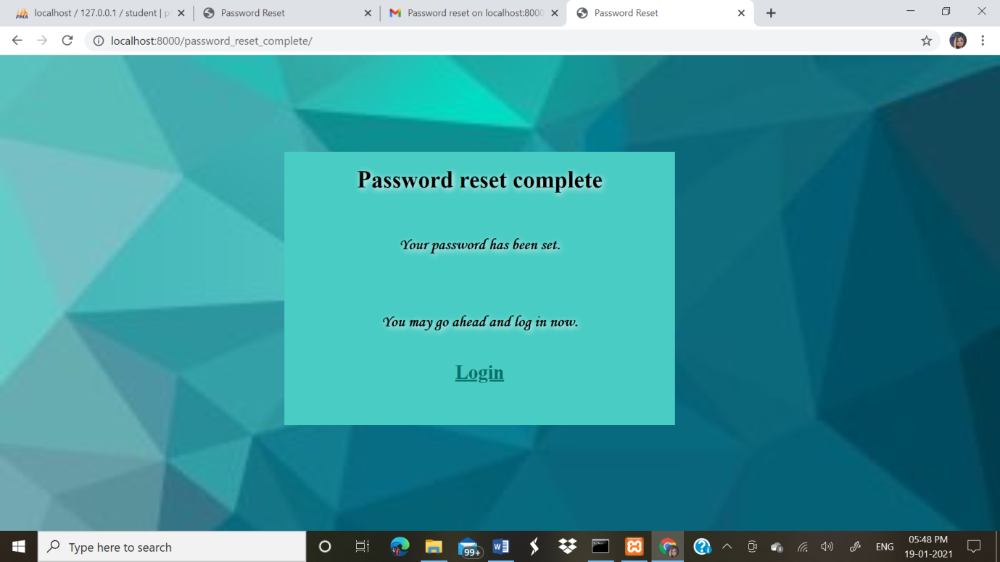 localhost / 127.0.0.1 / student | p
Password Reset
Password reset on localhost:8000
Password Reset
localhost:8000/password_reset_complete/
Password reset complete
Your password has been set.
You may go ahead and log in now.
Login
Type here to search
99+
ENG
05:48 PM
19-01-2021